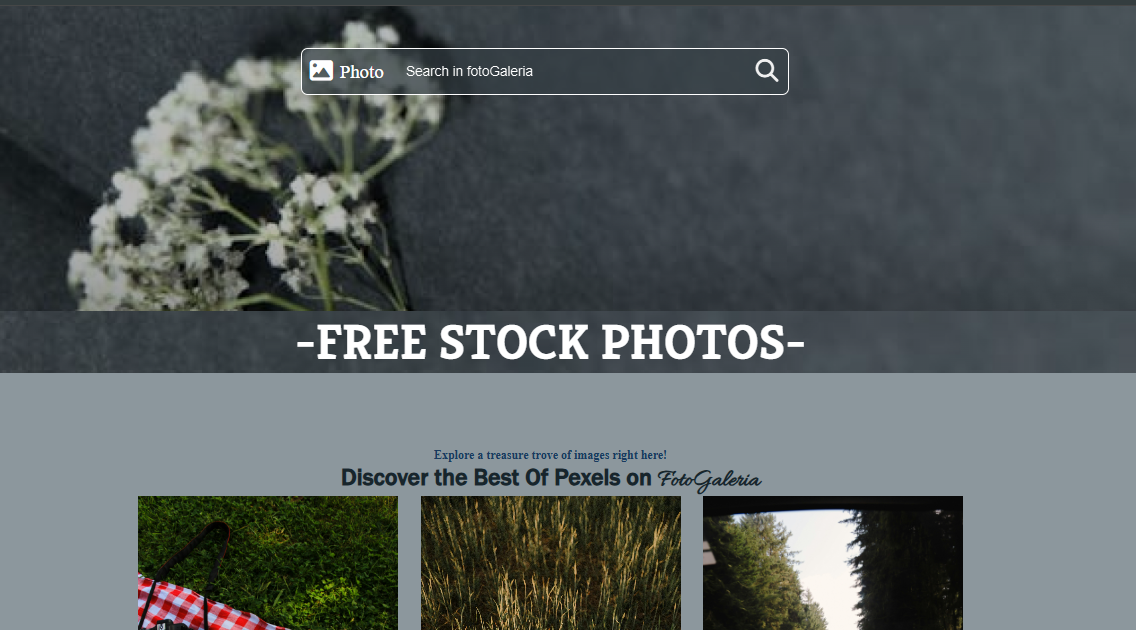 Photo Search in fotoGaleria
-FREE STOCK PHOTOS-
Explore a treasure trove of images right here!
Discover the Best Of Pexels on FotoGaleria